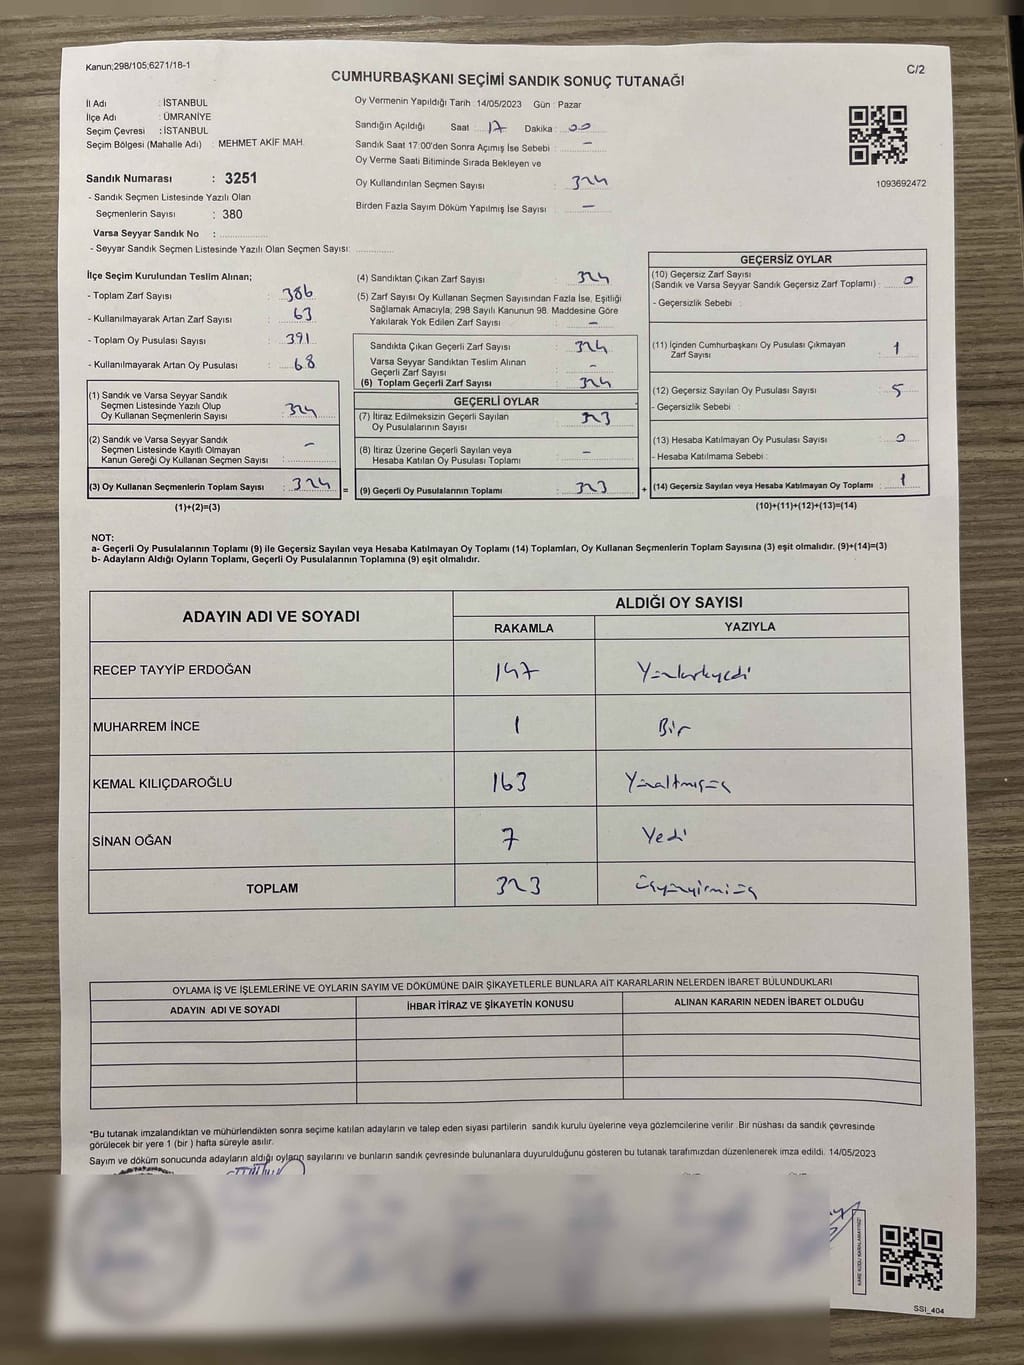 Kanun;298/105;6271/18-1
C/2
CUMHURBAŞKANI SEÇİMİ SANDIK SONUÇ TUTANAĞI
İl Adı : İSTANBUL
İlçe Adı : ÜMRANİYE
Seçim Çevresi : İSTANBUL
Seçim Bölgesi (Mahalle Adı) : MEHMET AKİF MAH.
Sandık Numarası : 3251
- Sandık Seçmen Listesinde Yazılı Olan
Seçmenlerin Sayısı : 380
Varsa Seyyar Sandık No :
- Seyyar Sandık Seçmen Listesinde Yazılı Olan Seçmen Sayısı:
Oy Vermenin Yapıldığı Tarih : 14/05/2023 Gün : Pazar
Sandığın Açıldığı Saat : 17 Dakika : 00
Sandık Saat 17:00'den Sonra Açımış İse Sebebi : -
Oy Verme Saati Bitiminde Sırada Bekleyen ve
Oy Kullandırılan Seçmen Sayısı : 324
Birden Fazla Sayım Döküm Yapılmış İse Sayısı : -
1093692472
İlçe Seçim Kurulundan Teslim Alınan;
- Toplam Zarf Sayısı : 386
- Kullanılmayarak Artan Zarf Sayısı : 63
- Toplam Oy Pusulası Sayısı : 391
- Kullanılmayarak Artan Oy Pusulası : 68
(1) Sandık ve Varsa Seyyar Sandık
Seçmen Listesinde Yazılı Olup
Oy Kullanan Seçmenlerin Sayısı : 324
(2) Sandık ve Varsa Seyyar Sandık
Seçmen Listesinde Kayıtlı Olmayan
Kanun Gereği Oy Kullanan Seçmen Sayısı : -
(3) Oy Kullanan Seçmenlerin Toplam Sayısı : 324 =
(1)+(2)=(3)
(4) Sandıktan Çıkan Zarf Sayısı : 324
(5) Zarf Sayısı Oy Kullanan Seçmen Sayısından Fazla İse, Eşitliği
Sağlamak Amacıyla; 298 Sayılı Kanunun 98. Maddesine Göre
Yakılarak Yok Edilen Zarf Sayısı : -
Sandıkta Çıkan Geçerli Zarf Sayısı : 324
Varsa Seyyar Sandıktan Teslim Alınan
Geçerli Zarf Sayısı : -
(6) Toplam Geçerli Zarf Sayısı : 324
GEÇERLİ OYLAR
(7) İtiraz Edilmeksizin Geçerli Sayılan
Oy Pusulalarının Sayısı : 323
(8) İtiraz Üzerine Geçerli Sayılan veya
Hesaba Katılan Oy Pusulası Toplamı : -
(9) Geçerli Oy Pusulalarının Toplamı : 323 +
GEÇERSİZ OYLAR
(10) Geçersiz Zarf Sayısı
(Sandık ve Varsa Seyyar Sandık Geçersiz Zarf Toplamı) : 0
- Geçersizlik Sebebi :
(11) İçinden Cumhurbaşkanı Oy Pusulası Çıkmayan
Zarf Sayısı : 1
(12) Geçersiz Sayılan Oy Pusulası Sayısı : 5
- Geçersizlik Sebebi :
(13) Hesaba Katılmayan Oy Pusulası Sayısı : 0
- Hesaba Katılmama Sebebi :
(14) Geçersiz Sayılan veya Hesaba Katılmayan Oy Toplamı : 1
(10)+(11)+(12)+(13)=(14)
NOT:
a- Geçerli Oy Pusulalarının Toplamı (9) ile Geçersiz Sayılan veya Hesaba Katılmayan Oy Toplamı (14) Toplamları, Oy Kullanan Seçmenlerin Toplam Sayısına (3) eşit olmalıdır. (9)+(14)=(3)
b- Adayların Aldığı Oyların Toplamı, Geçerli Oy Pusulalarının Toplamına (9) eşit olmalıdır.
ADAYIN ADI VE SOYADI
ALDIĞI OY SAYISI
RAKAMLA YAZIYLA
RECEP TAYYİP ERDOĞAN 147
MUHARREM İNCE 1 Bir
KEMAL KILIÇDAROĞLU 163 Yüzaltmışüç
SİNAN OĞAN 7 Yedi
TOPLAM 323 üçyüzyirmiüç
OYLAMA İŞ VE İŞLEMLERİNE VE OYLARIN SAYIM VE DÖKÜMÜNE DAİR ŞİKAYETLERLE BUNLARA AİT KARARLARIN NELERDEN İBARET BULUNDUKLARI
ADAYIN ADI VE SOYADI İHBAR İTİRAZ VE ŞİKAYETİN KONUSU ALINAN KARARIN NEDEN İBARET OLDUĞU
*Bu tutanak imzalandıktan ve mühürlendikten sonra seçime katılan adayların ve talep eden siyasi partilerin sandık kurulu üyelerine veya gözlemcilerine verilir .Bir nüshası da sandık çevresinde
görülecek bir yere 1 (bir ) hafta süreyle asılır.
Sayım ve döküm sonucunda adayların aldığı oyların sayılarını ve bunların sandık çevresinde bulunanlara duyurulduğunu gösteren bu tutanak tarafımızdan düzenlenerek imza edildi. 14/05/2023
KARE KODU KARALAMAYINIZ!
SSI_404